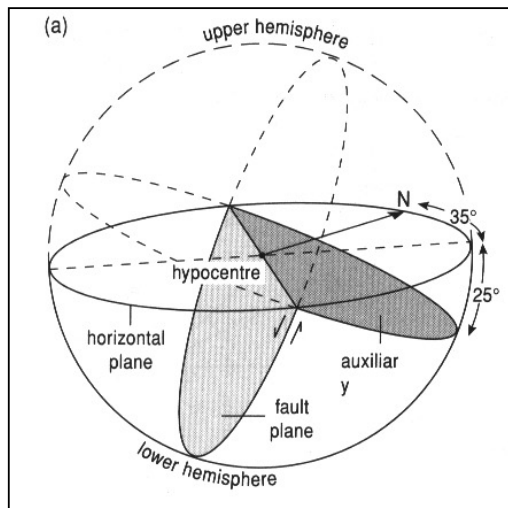 (a)
upper hemisphere
N
35°
hypocentre
25°
horizontal
plane
auxiliar
y
fault
plane
lower hemisphere